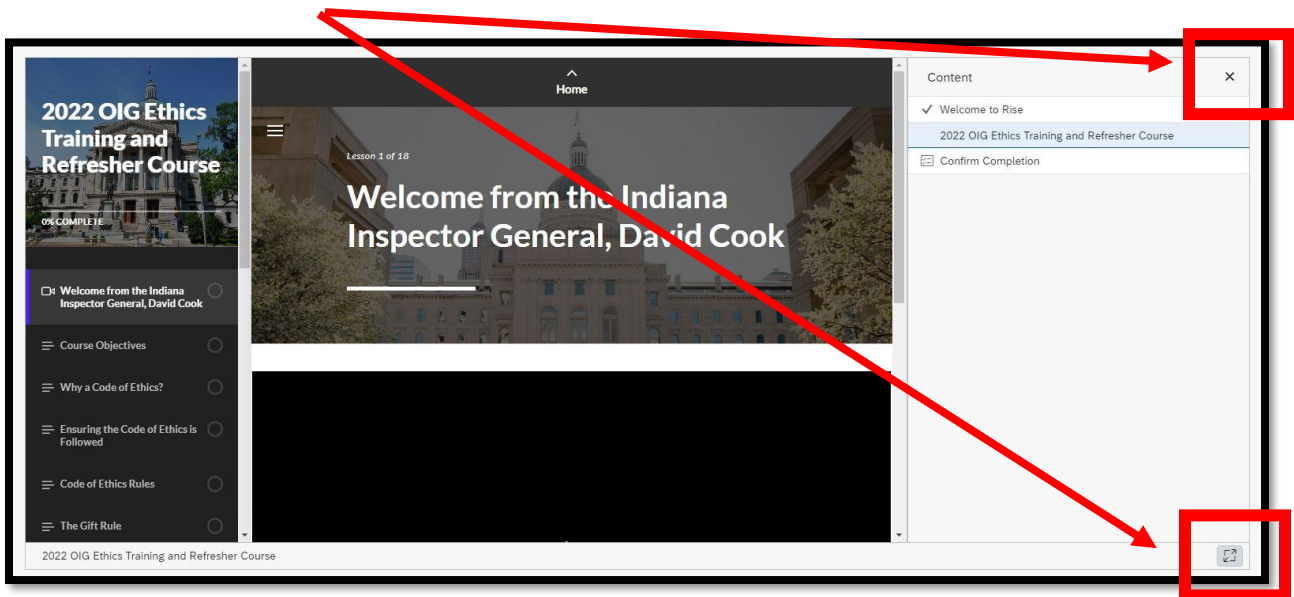 2022 OIG Ethics
Training and
Refresher Course
0% COMPLETE
Welcome from the Indiana
Inspector General, David Cook
Course Objectives
Why a Code of Ethics?
Ensuring the Code of Ethics is
Followed
Code of Ethics Rules
The Gift Rule
Home
Lesson 1 of 18
Welcome from the Indiana
Inspector General, David Cook
Content
Welcome to Rise
2022 OIG Ethics Training and Refresher Course
Confirm Completion
2022 OIG Ethics Training and Refresher Course